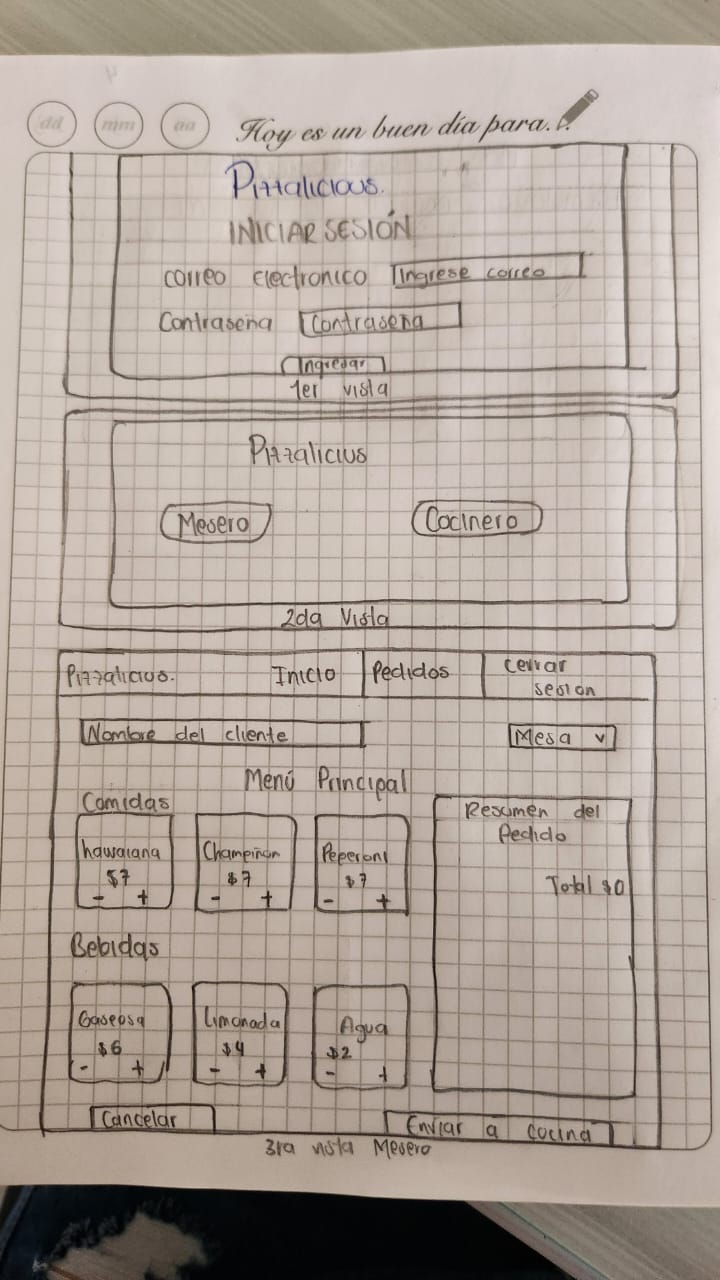 dd mm aa Hoy es un buen día para...
Pizzalicious.
INICIAR SESIÓN
correo electronico Ingrese correo
Contraseña Contraseña
Ingresar
1er vista
Pizzalicius
Mesero Cocinero
2da Vista
Pizzalicius. Inicio Pedidos cerrar sesion
Nombre del cliente Mesa v
Menú Principal
Comidas
hawaiana Champiñon Peperoni
$7 $7 $7
- + - + - +
Resumen del
Pedido
Total $0
Bebidas
Gaseosa Limonada Agua
$6 $4 $2
- + - + - +
Cancelar Enviar a cocina
3ra vista Mesero